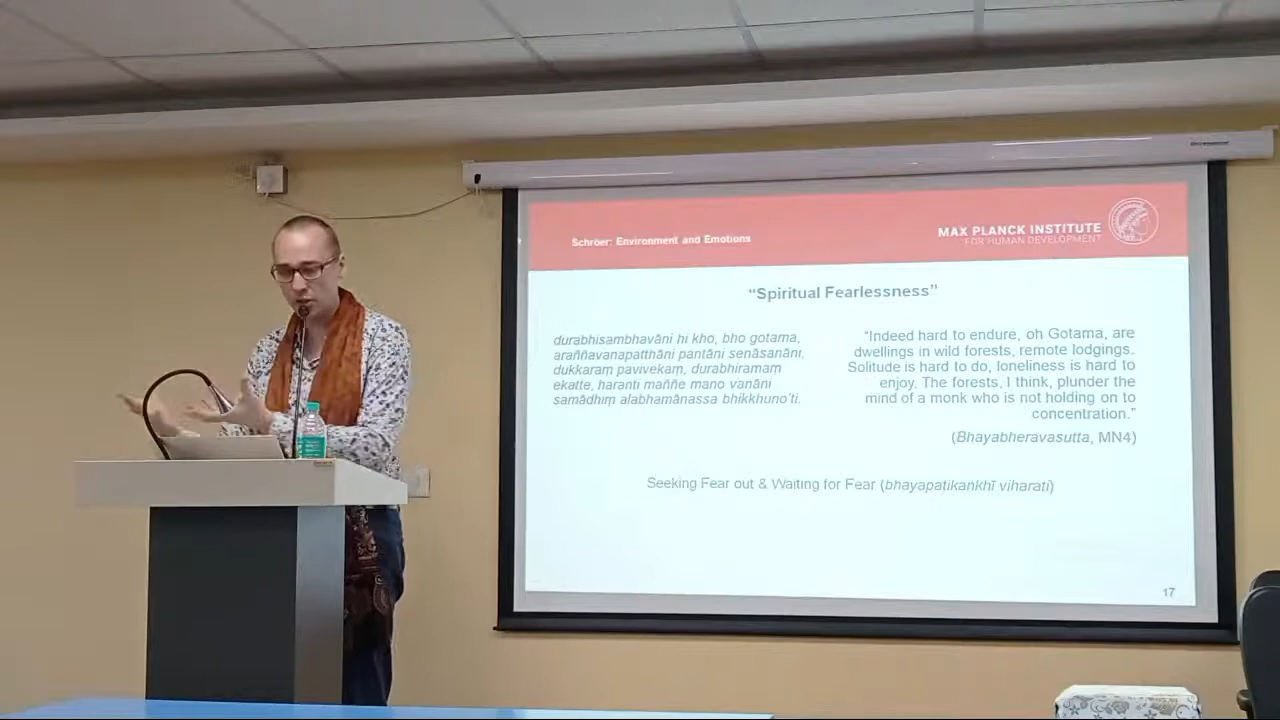 Schröer: Environment and Emotions
MAX PLANCK INSTITUTE
FOR HUMAN DEVELOPMENT
“Spiritual Fearlessness”
durabhisambhavāni hi kho, bho gotama,
araññavanapatthāni pantāni senāsanāni,
dukkaraṃ pavivekaṃ, durabhiramaṃ
ekatte, haranti maññe mano vanāni
samādhiṃ alabhamānassa bhikkhuno’ti.
“Indeed hard to endure, oh Gotama, are
dwellings in wild forests, remote lodgings.
Solitude is hard to do, loneliness is hard to
enjoy. The forests, I think, plunder the
mind of a monk who is not holding on to
concentration.”
(Bhayabheravasutta, MN4)
Seeking Fear out & Waiting for Fear (bhayapatikankhī viharati)
17